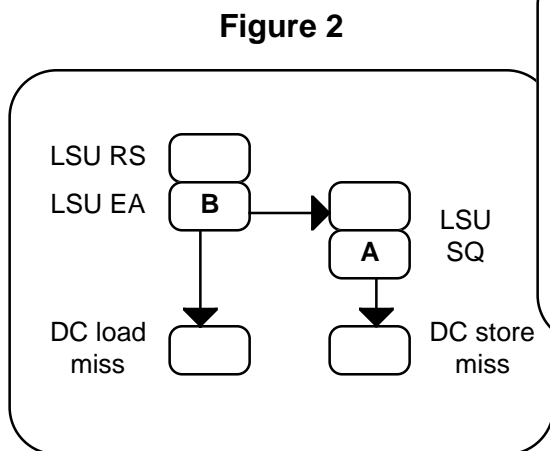 Figure 2
LSU RS
LSU EA
B
LSU
SQ
A
DC load
miss
DC store
miss